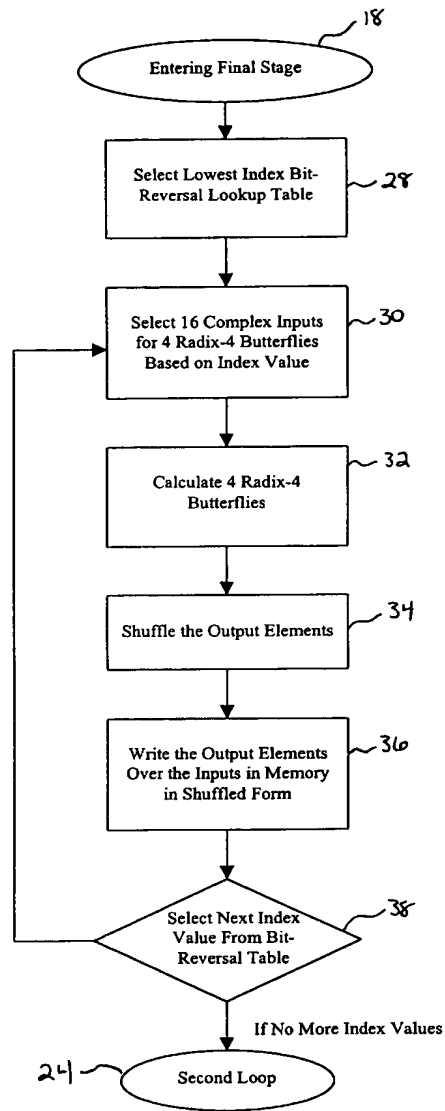 18
Entering Final Stage
Select Lowest Index Bit-
Reversal Lookup Table
28
Select 16 Complex Inputs
for 4 Radix-4 Butterflies
Based on Index Value
30
Calculate 4 Radix-4
Butterflies
32
Shuffle the Output Elements
34
Write the Output Elements
Over the Inputs in Memory
in Shuffled Form
36
Select Next Index
Value From Bit-
Reversal Table
38
If No More Index Values
24
Second Loop